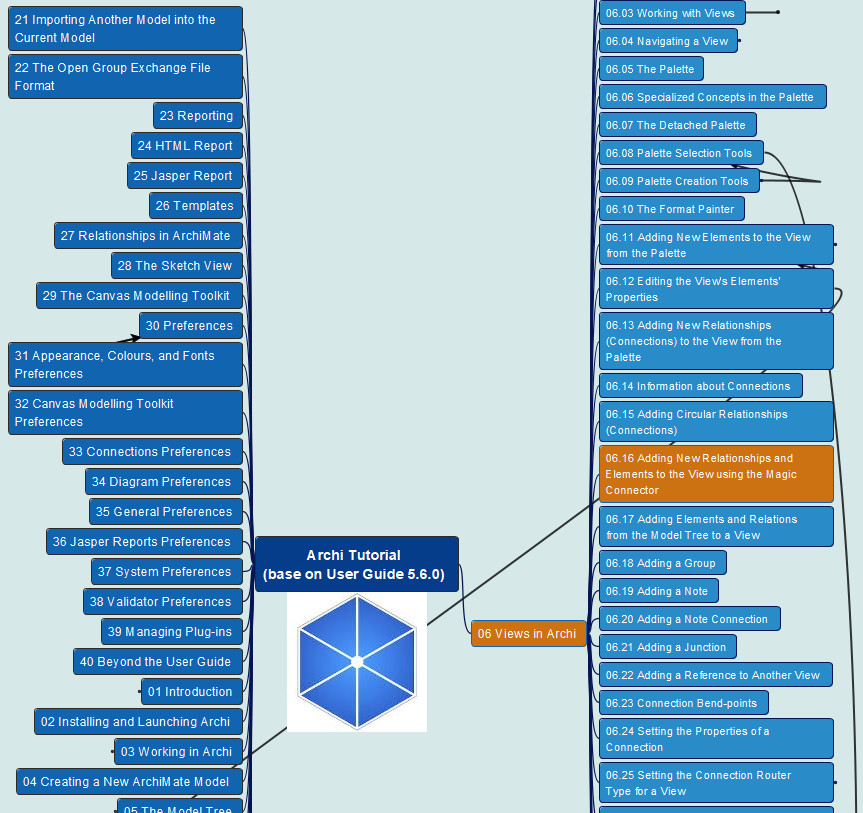 21 Importing Another Model into the
Current Model
22 The Open Group Exchange File
Format
23 Reporting
24 HTML Report
25 Jasper Report
26 Templates
27 Relationships in ArchiMate
28 The Sketch View
29 The Canvas Modelling Toolkit
30 Preferences
31 Appearance, Colours, and Fonts
Preferences
32 Canvas Modelling Toolkit
Preferences
33 Connections Preferences
34 Diagram Preferences
35 General Preferences
36 Jasper Reports Preferences
37 System Preferences
38 Validator Preferences
39 Managing Plug-ins
40 Beyond the User Guide
01 Introduction
02 Installing and Launching Archi
03 Working in Archi
04 Creating a New ArchiMate Model
05 The Model Tree
Archi Tutorial
(base on User Guide 5.6.0)
06 Views in Archi
06.03 Working with Views
06.04 Navigating a View
06.05 The Palette
06.06 Specialized Concepts in the Palette
06.07 The Detached Palette
06.08 Palette Selection Tools
06.09 Palette Creation Tools
06.10 The Format Painter
06.11 Adding New Elements to the View
from the Palette
06.12 Editing the View's Elements'
Properties
06.13 Adding New Relationships
(Connections) to the View from the
Palette
06.14 Information about Connections
06.15 Adding Circular Relationships
(Connections)
06.16 Adding New Relationships and
Elements to the View using the Magic
Connector
06.17 Adding Elements and Relations
from the Model Tree to a View
06.18 Adding a Group
06.19 Adding a Note
06.20 Adding a Note Connection
06.21 Adding a Junction
06.22 Adding a Reference to Another View
06.23 Connection Bend-points
06.24 Setting the Properties of a
Connection
06.25 Setting the Connection Router
Type for a View